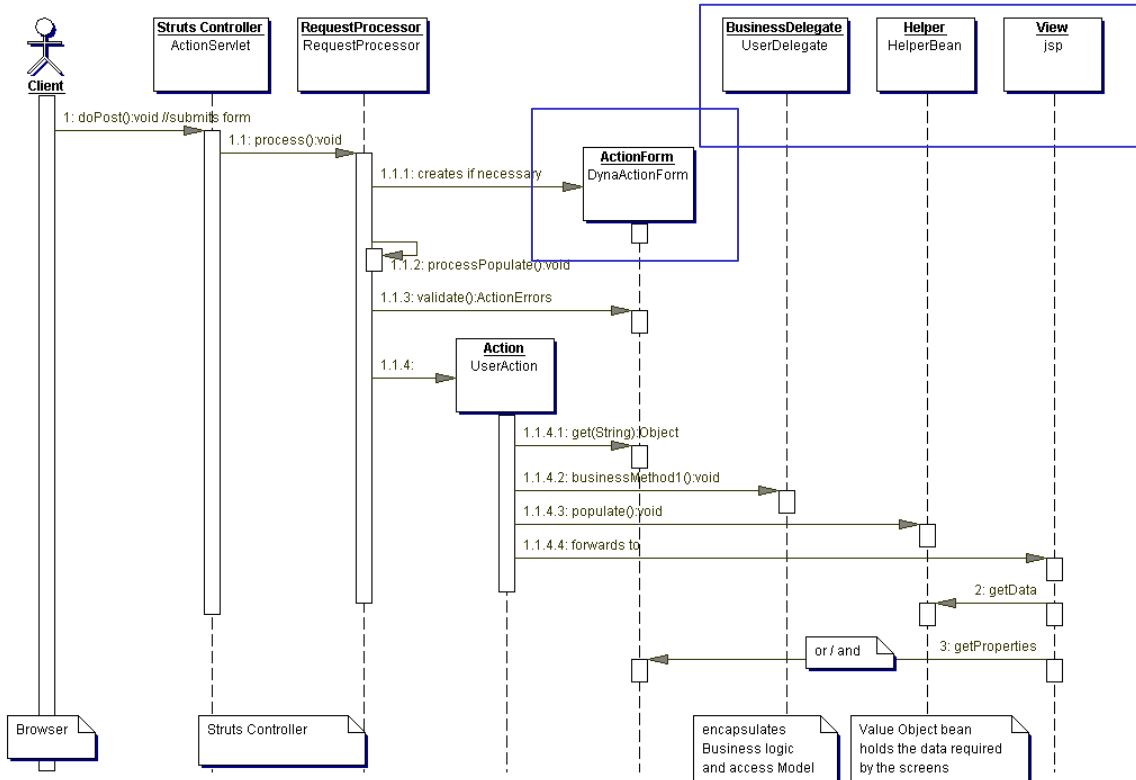 Struts Controller
ActionServlet
RequestProcessor
RequestProcessor
BusinessDelegate
UserDelegate
Helper
HelperBean
View
jsp
Client
1: doPost():void //submits form
1.1: process():void
ActionForm
DynaActionForm
1.1.1: creates if necessary
1.1.2: processPopulate():void
1.1.3: validate():ActionErrors
Action
UserAction
1.1.4:
1.1.4.1: get(String):Object
1.1.4.2: businessMethod1():void
1.1.4.3: populate():void
1.1.4.4: forwards to
2: getData
or / and
3: getProperties
Browser
Struts Controller
encapsulates
Business logic
and access Model
Value Object bean
holds the data required
by the screens